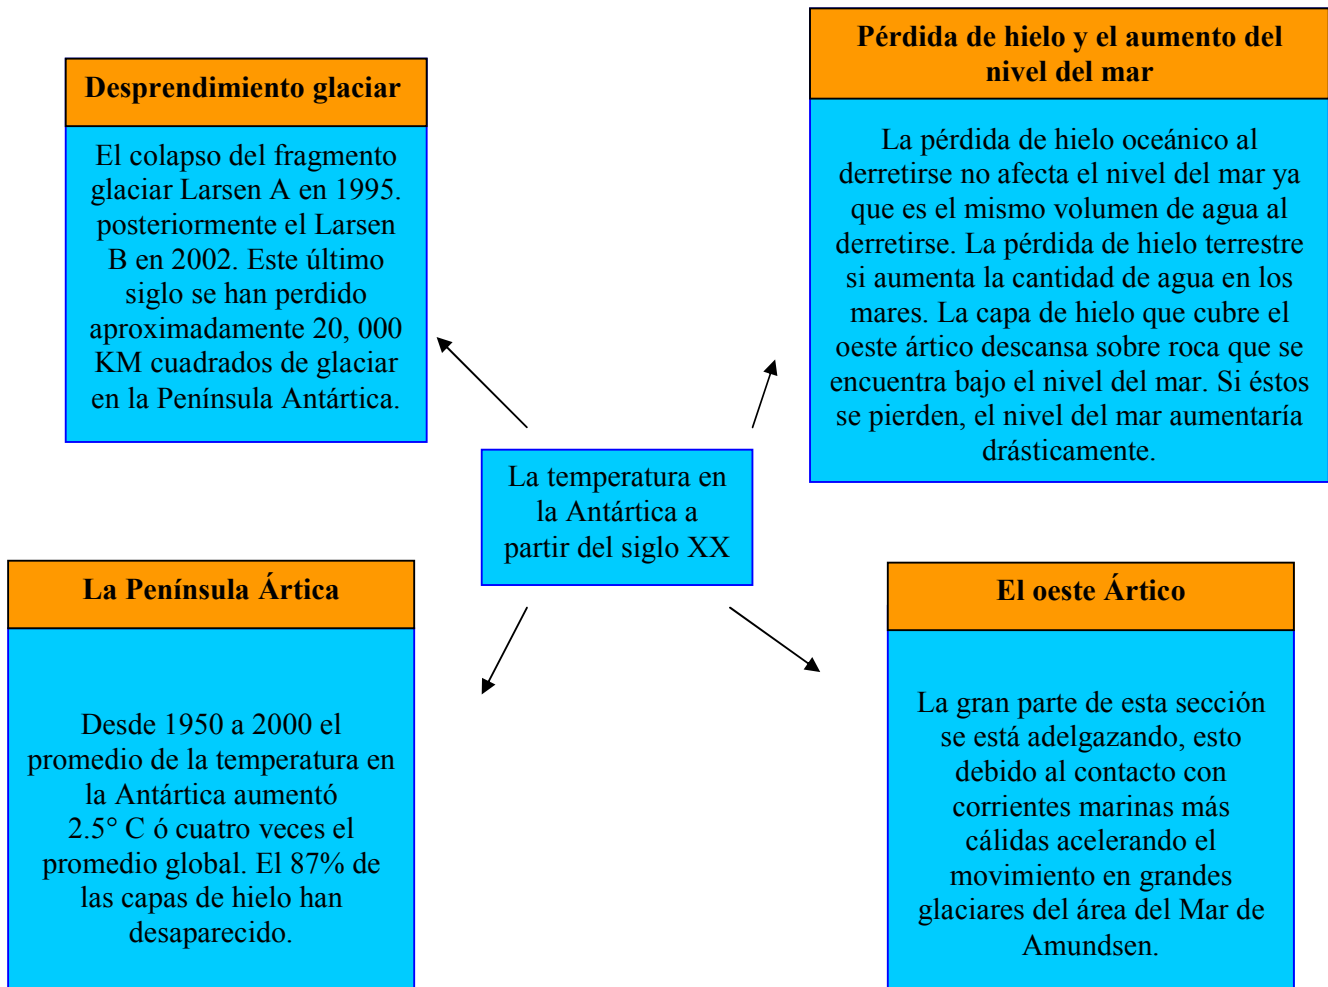 Desprendimiento glaciar
El colapso del fragmento
glaciar Larsen A en 1995.
posteriormente el Larsen
B en 2002. Este último
siglo se han perdido
aproximadamente 20, 000
KM cuadrados de glaciar
en la Península Antártica.
Pérdida de hielo y el aumento del
nivel del mar
La pérdida de hielo oceánico al
derretirse no afecta el nivel del mar ya
que es el mismo volumen de agua al
derretirse. La pérdida de hielo terrestre
si aumenta la cantidad de agua en los
mares. La capa de hielo que cubre el
oeste ártico descansa sobre roca que se
encuentra bajo el nivel del mar. Si éstos
se pierden, el nivel del mar aumentaría
drásticamente.
La temperatura en
la Antártica a
partir del siglo XX
La Península Ártica
Desde 1950 a 2000 el
promedio de la temperatura en
la Antártica aumentó
2.5° C ó cuatro veces el
promedio global. El 87% de
las capas de hielo han
desaparecido.
El oeste Ártico
La gran parte de esta sección
se está adelgazando, esto
debido al contacto con
corrientes marinas más
cálidas acelerando el
movimiento en grandes
glaciares del área del Mar de
Amundsen.